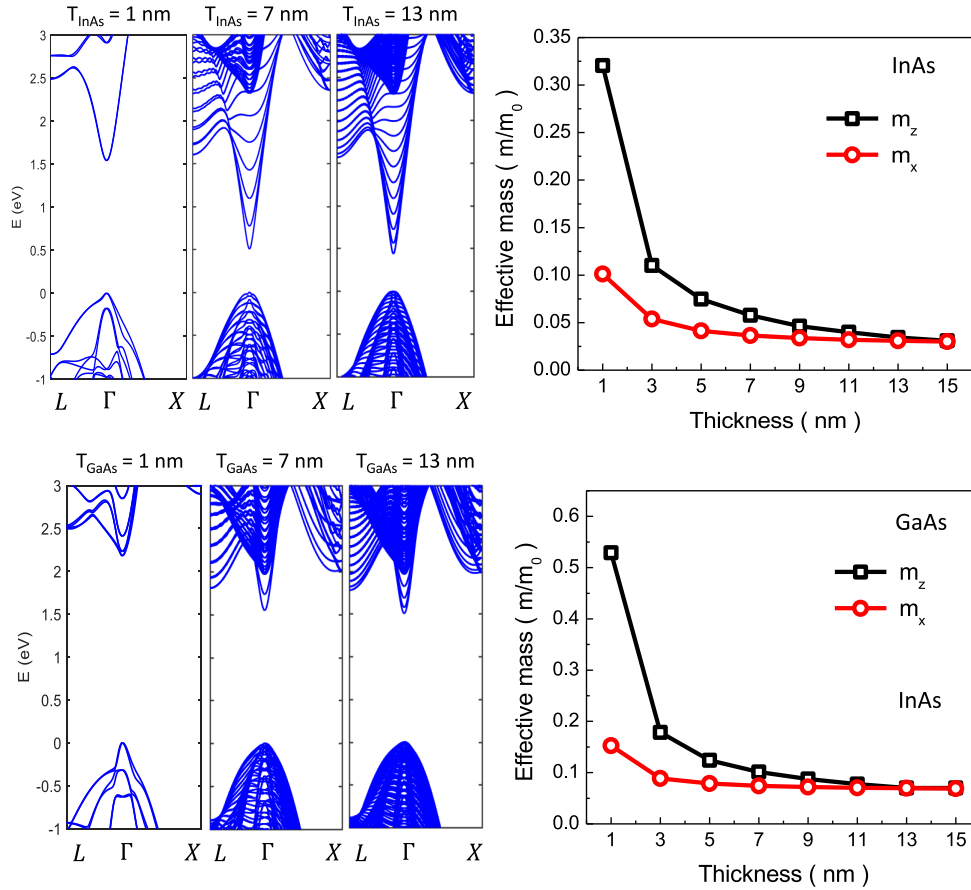 T_InAs = 1 nm T_InAs = 7 nm T_InAs = 13 nm
3
2.5
2
1.5
1
0.5
0
-0.5
-1
E (eV)
L Γ X L Γ X L Γ X
0.35
0.30
0.25
0.20
0.15
0.10
0.05
0.00
Effective mass ( m/m_0 )
InAs
m_z
m_x
1 3 5 7 9 11 13 15
Thickness ( nm )
T_GaAs = 1 nm T_GaAs = 7 nm T_GaAs = 13 nm
3
2.5
2
1.5
1
0.5
0
-0.5
-1
E (eV)
L Γ X L Γ X L Γ X
0.6
0.5
0.4
0.3
0.2
0.1
0.0
Effective mass ( m/m_0 )
GaAs
m_z
m_x
InAs
1 3 5 7 9 11 13 15
Thickness ( nm )